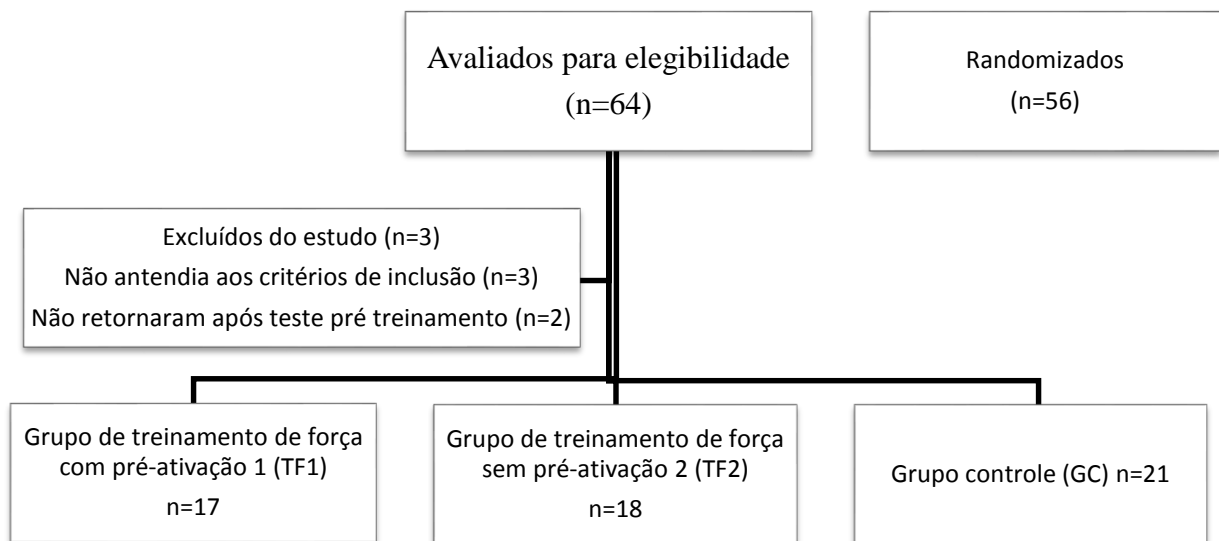 Avaliados para elegibilidade
(n=64)
Randomizados
(n=56)
Excluídos do estudo (n=3)
Não antendia aos critérios de inclusão (n=3)
Não retornaram após teste pré treinamento (n=2)
Grupo de treinamento de força
com pré-ativação 1 (TF1)
n=17
Grupo de treinamento de força
sem pré-ativação 2 (TF2)
n=18
Grupo controle (GC) n=21